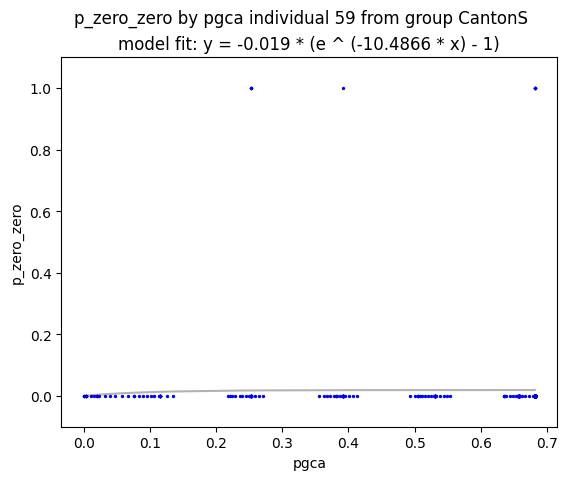 p_zero_zero by pgca individual 59 from group CantonS
model fit: y = -0.019 * (e ^ (-10.4866 * x) - 1)
1.0
0.8
0.6
0.4
0.2
0.0
p_zero_zero
0.0 0.1 0.2 0.3 0.4 0.5 0.6 0.7
pgca